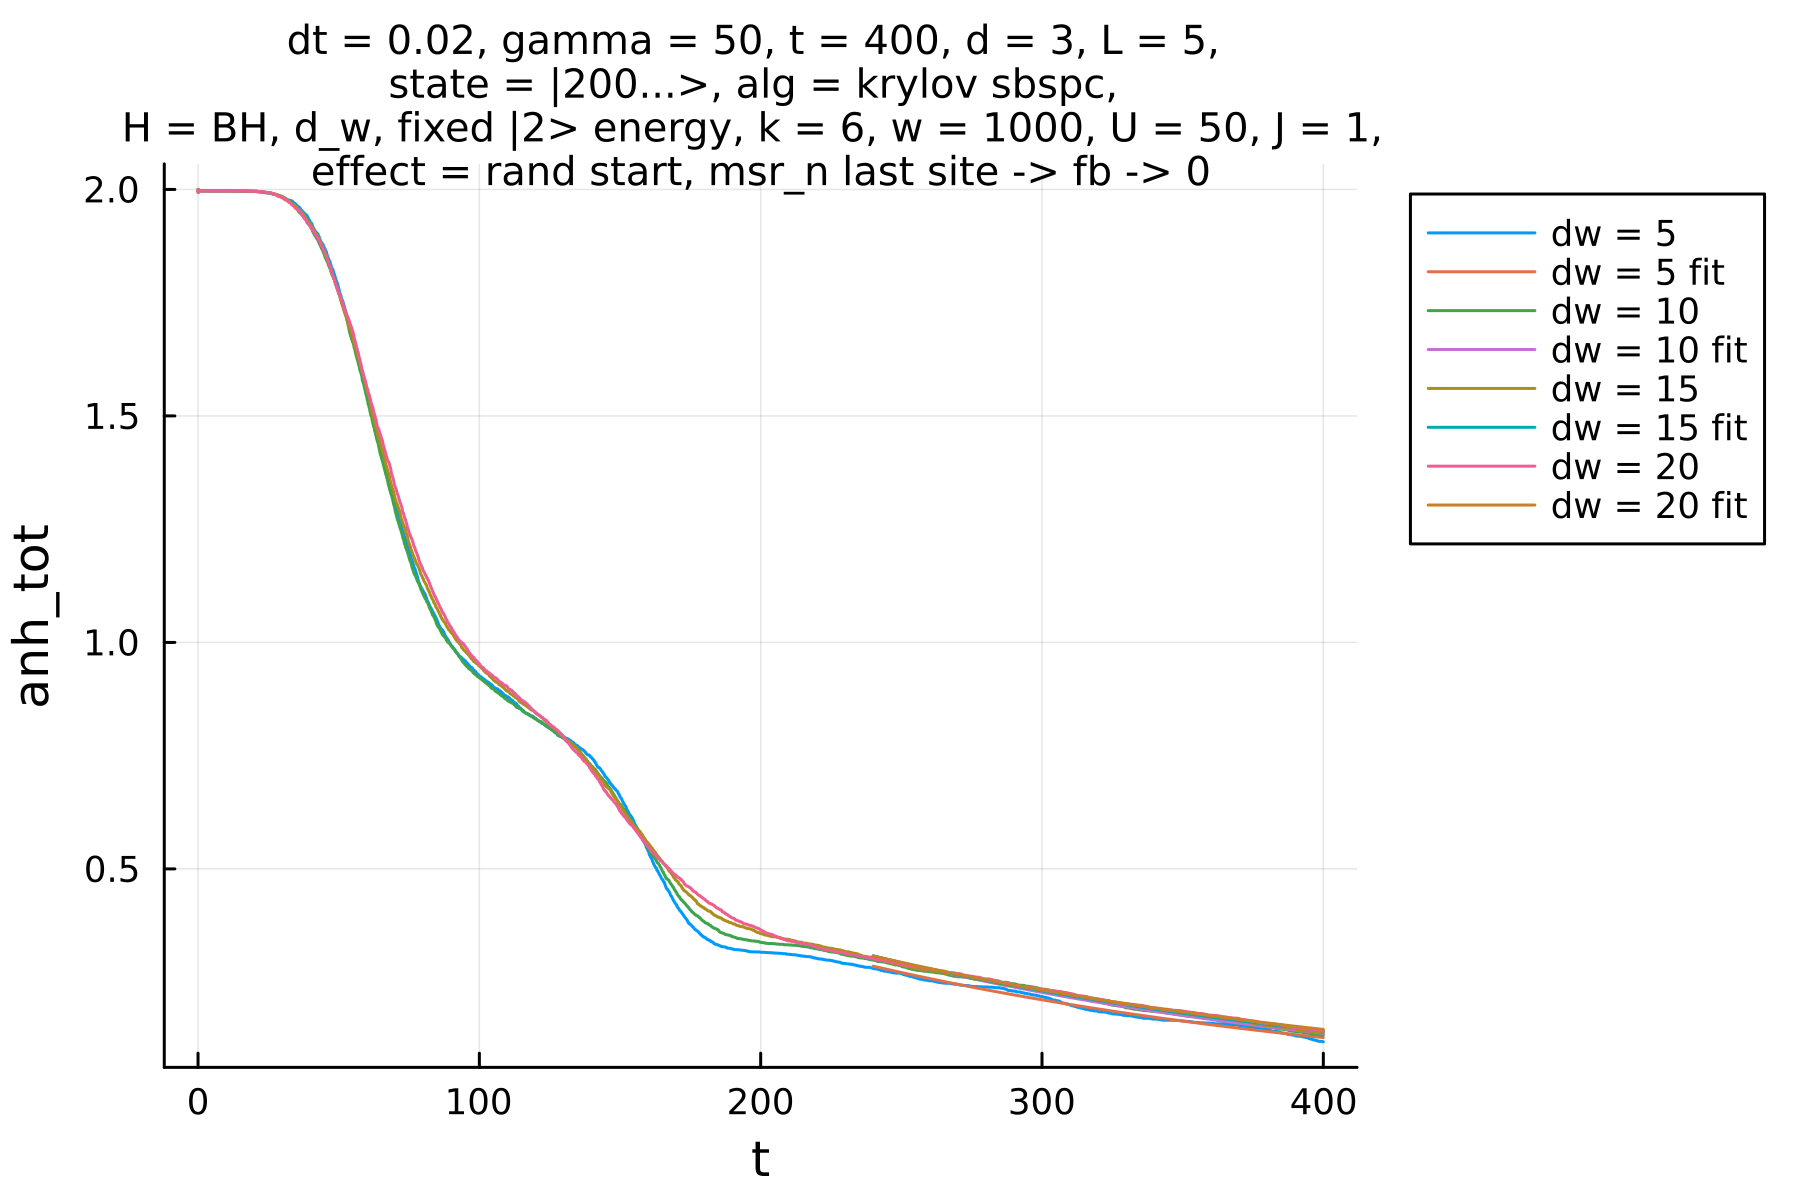 dt = 0.02, gamma = 50, t = 400, d = 3, L = 5,
state = |200...>, alg = krylov sbspc,
H = BH, d_w, fixed |2> energy, k = 6, w = 1000, U = 50, J = 1,
effect = rand start, msr_n last site -> fb -> 0
2.0
1.5
1.0
0.5
anh_tot
0
100
200
300
400
t
dw = 5
dw = 5 fit
dw = 10
dw = 10 fit
dw = 15
dw = 15 fit
dw = 20
dw = 20 fit